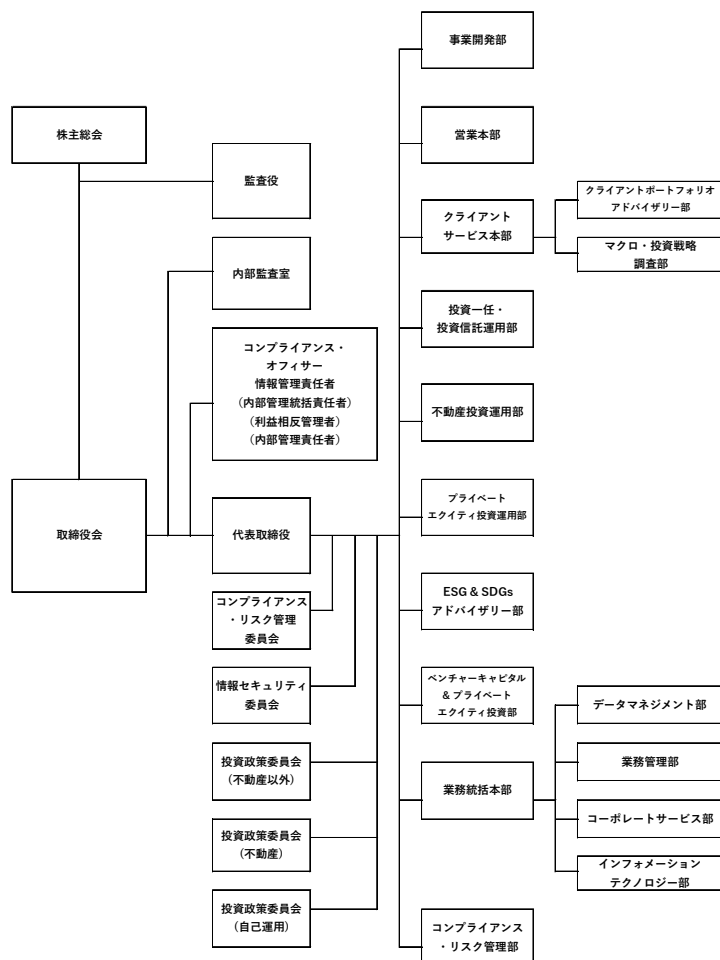 株主総会
監査役
内部監査室
コンプライアンス・
オフィサー
情報管理責任者
(内部管理統括責任者)
(利益相反管理者)
(内部管理責任者)
取締役会
代表取締役
コンプライアンス
・リスク管理
委員会
情報セキュリティ
委員会
投資政策委員会
(不動産以外)
投資政策委員会
(不動産)
投資政策委員会
(自己運用)
事業開発部
営業本部
クライアント
サービス本部
クライアントポートフォリオ
アドバイザリー部
マクロ・投資戦略
調査部
投資一任・
投資信託運用部
不動産投資運用部
プライベート
エクイティ投資運用部
ESG & SDGs
アドバイザリー部
ベンチャーキャピタル
& プライベート
エクイティ投資部
業務統括本部
データマネジメント部
業務管理部
コーポレートサービス部
インフォメーション
テクノロジー部
コンプライアンス
・リスク管理部